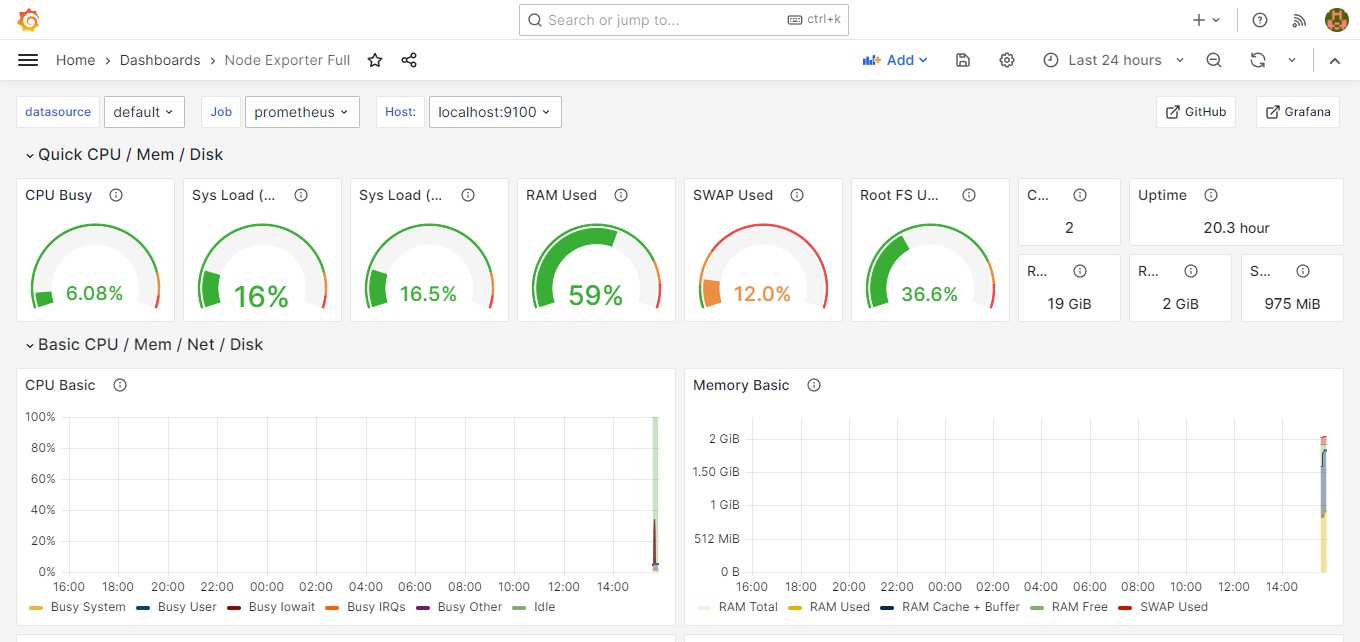 Search or jump to... ctrl+k
Home › Dashboards › Node Exporter Full Add Last 24 hours
datasource default Job prometheus Host: localhost:9100 GitHub Grafana
Quick CPU / Mem / Disk
CPU Busy Sys Load (... Sys Load (... RAM Used SWAP Used Root FS U... C... Uptime
2 20.3 hour
R... R... S...
6.08% 16% 16.5% 59% 12.0% 36.6%
19 GiB 2 GiB 975 MiB
Basic CPU / Mem / Net / Disk
CPU Basic
100%
80%
60%
40%
20%
0%
16:00 18:00 20:00 22:00 00:00 02:00 04:00 06:00 08:00 10:00 12:00 14:00
Busy System Busy User Busy Iowait Busy IRQs Busy Other Idle
Memory Basic
2 GiB
1.50 GiB
1 GiB
512 MiB
0 B
16:00 18:00 20:00 22:00 00:00 02:00 04:00 06:00 08:00 10:00 12:00 14:00
RAM Total RAM Used RAM Cache + Buffer RAM Free SWAP Used